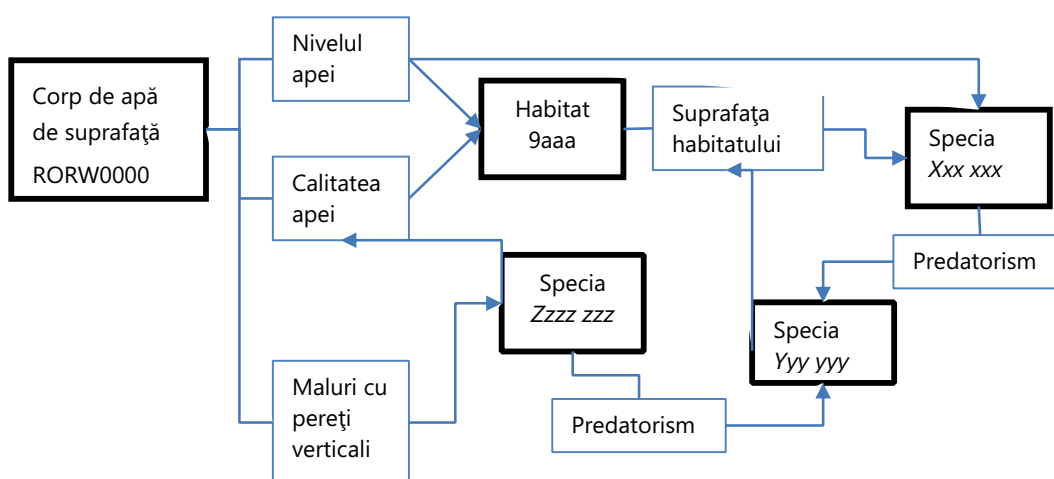 Nivelul
apei
Corp de apă
de suprafaţă
RORW0000
Habitat
9aaa
Suprafaţa
habitatului
Specia
Xxx xxx
Calitatea
apei
Predatorism
Specia
Zzzz zzz
Specia
Yyy yyy
Maluri cu
pereţi
verticali
Predatorism